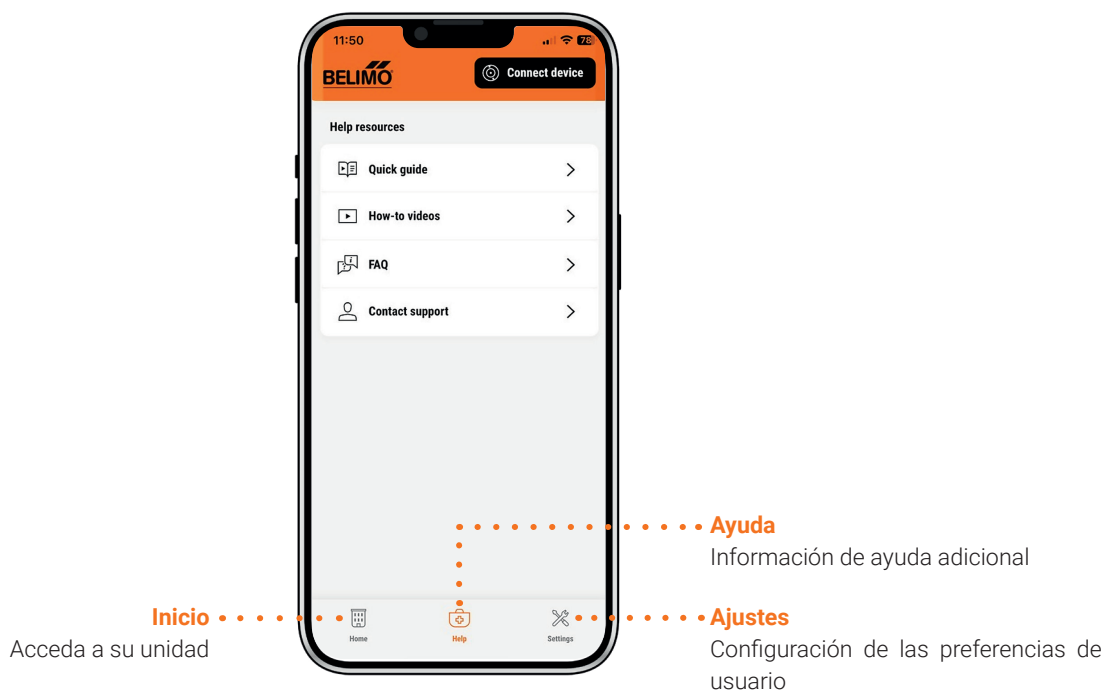 11:50
78
BELIMO
Connect device
Help resources
Quick guide
How-to videos
FAQ
Contact support
Ayuda
Información de ayuda adicional
Inicio
Acceda a su unidad
Home
Help
Settings
Ajustes
Configuración de las preferencias de
usuario